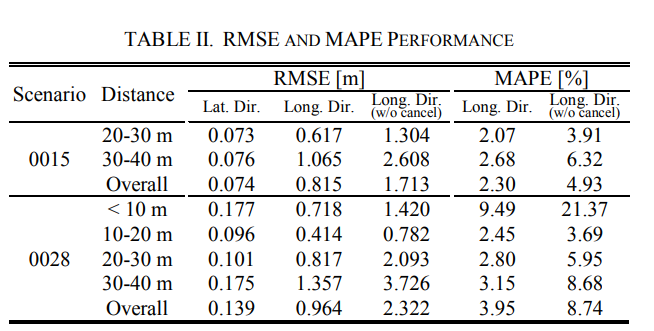 TABLE II. RMSE AND MAPE PERFORMANCE
Scenario Distance RMSE [m] MAPE [%]
Lat. Dir. Long. Dir. Long. Dir. (w/o cancel) Long. Dir. Long. Dir. (w/o cancel)
20-30 m 0.073 0.617 1.304 2.07 3.91
0015 30-40 m 0.076 1.065 2.608 2.68 6.32
Overall 0.074 0.815 1.713 2.30 4.93
< 10 m 0.177 0.718 1.420 9.49 21.37
10-20 m 0.096 0.414 0.782 2.45 3.69
0028 20-30 m 0.101 0.817 2.093 2.80 5.95
30-40 m 0.175 1.357 3.726 3.15 8.68
Overall 0.139 0.964 2.322 3.95 8.74